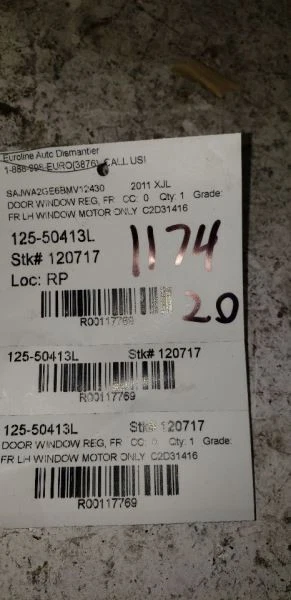 Euroline Auto Dismantler
1-866-995-EURO(3876) CALL US!
SAJWA2GE6BMV12430 2011 XJL
DOOR WINDOW REG, FR CC: 0 Qty: 1 Grade:
FR LH WINDOW MOTOR ONLY C2D31416
125-50413L
Stk# 120717
1174
Loc: RP
R00117769
20
125-50413L Stk# 120717
R00117769
125-50413L Stk# 120717
DOOR WINDOW REG, FR CC: 0 Qty: 1 Grade:
FR LH WINDOW MOTOR ONLY C2D31416
R00117769